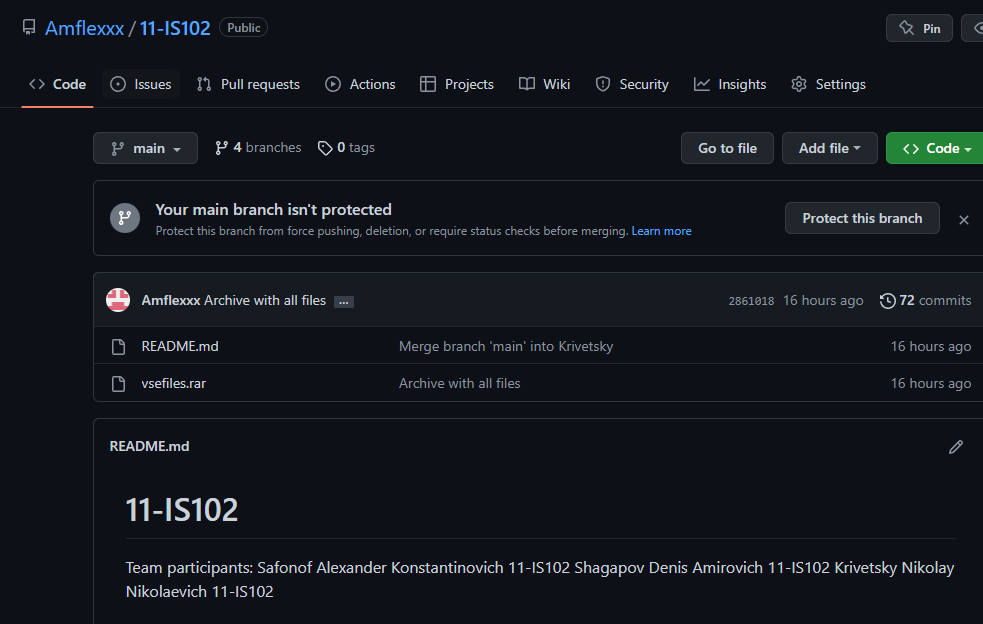 Amflexxx / 11-IS102 Public Pin
Code Issues Pull requests Actions Projects Wiki Security Insights Settings
main 4 branches 0 tags Go to file Add file Code
Your main branch isn't protected
Protect this branch from force pushing, deletion, or require status checks before merging. Learn more
Protect this branch
Amflexxx Archive with all files ... 2861018 16 hours ago 72 commits
README.md Merge branch 'main' into Krivetsky 16 hours ago
vsefiles.rar Archive with all files 16 hours ago
README.md
11-IS102
Team participants: Safonof Alexander Konstantinovich 11-IS102 Shagapov Denis Amirovich 11-IS102 Krivetsky Nikolay
Nikolaevich 11-IS102